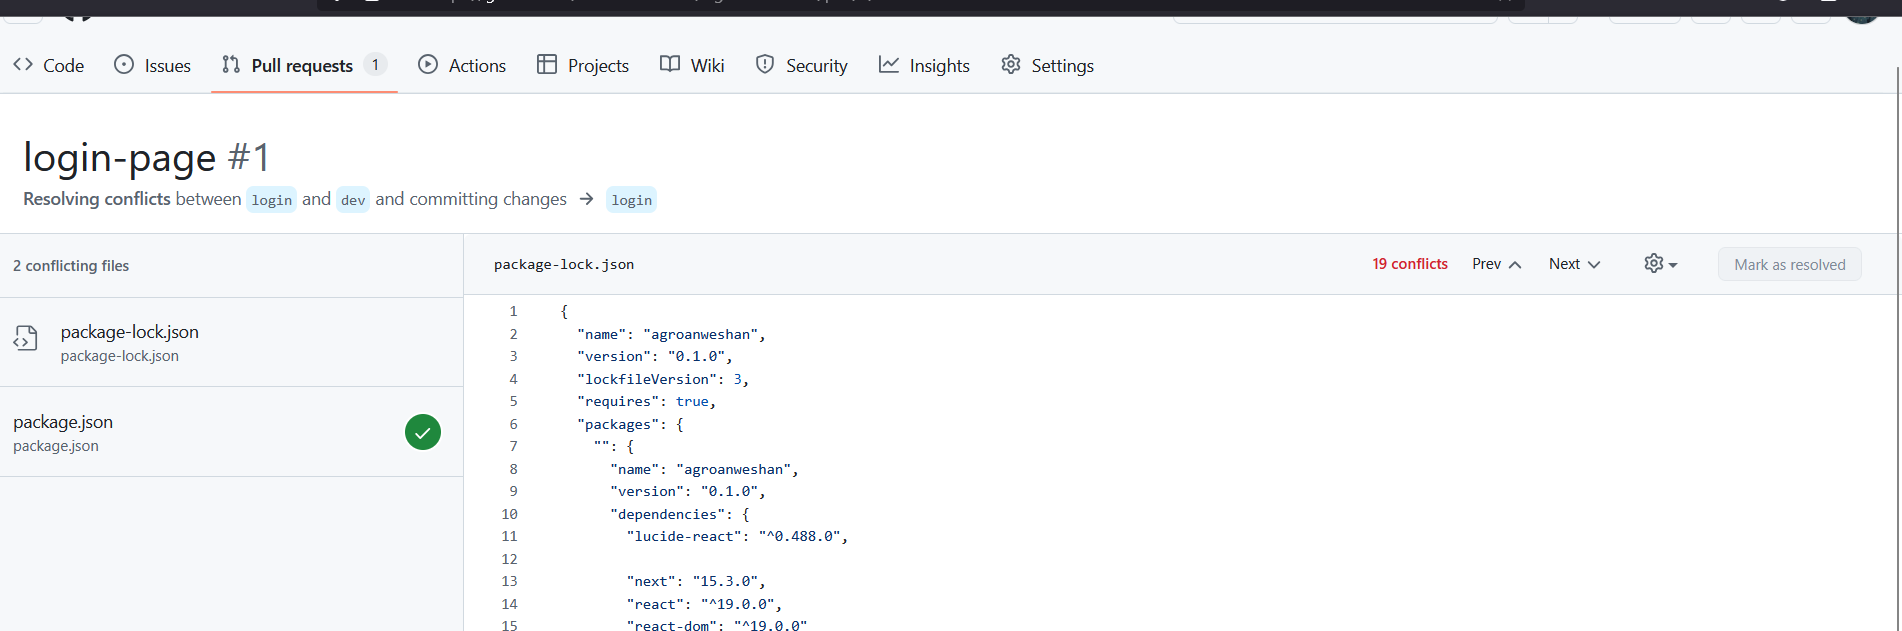 Code Issues Pull requests 1 Actions Projects Wiki Security Insights Settings
login-page #1
Resolving conflicts between login and dev and committing changes → login
2 conflicting files
package-lock.json
package-lock.json
package.json
package.json
package-lock.json 19 conflicts Prev Next Mark as resolved
1 {
2 "name": "agroanweshan",
3 "version": "0.1.0",
4 "lockfileVersion": 3,
5 "requires": true,
6 "packages": {
7 "": {
8 "name": "agroanweshan",
9 "version": "0.1.0",
10 "dependencies": {
11 "lucide-react": "^0.488.0",
12
13 "next": "15.3.0",
14 "react": "^19.0.0",
15 "react-dom": "^19.0.0"